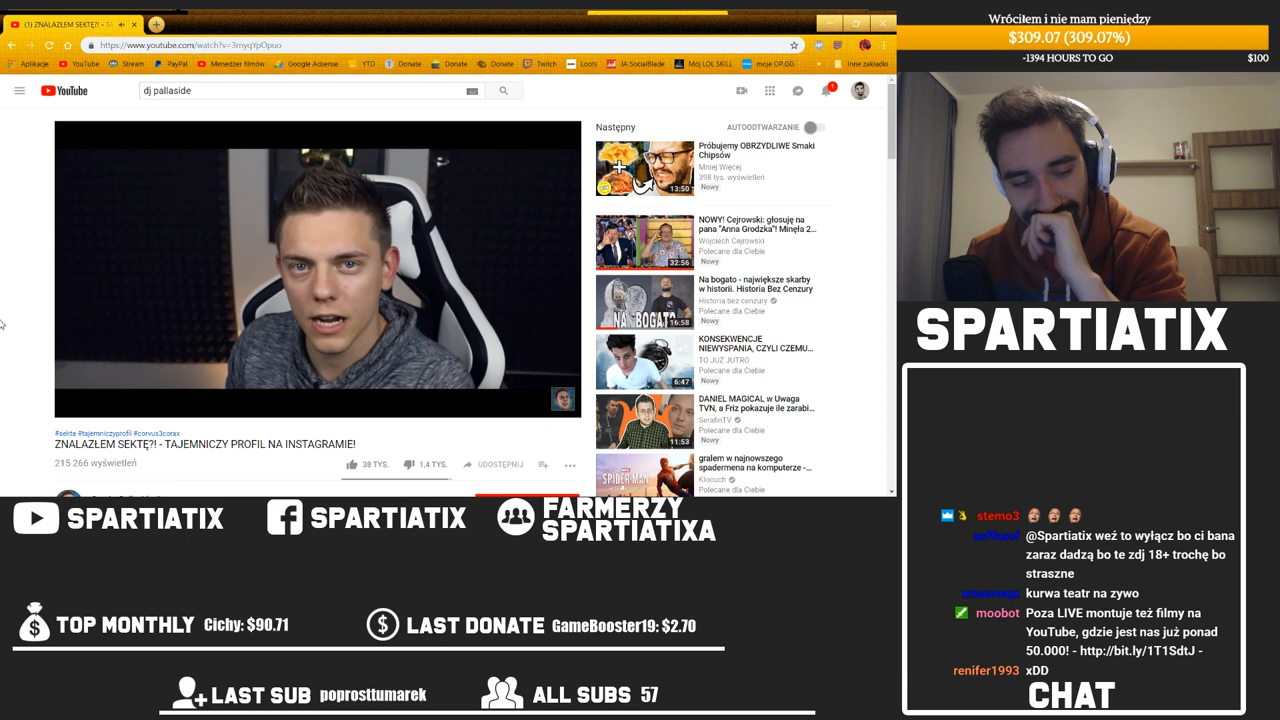 (1) ZNALAZŁEM SEKTĘ?! - TA
https://www.youtube.com/watch?v=3myqYpOpuo
Aplikacje
YouTube
Stream
PayPal
Menedżer filmów
Google Adsense
YTD
Donate
Donate
Donate
Twitch
Loots
IA SocialBlade
Mój LOL SKILL
moje OP.GG
Inne zakładki
YouTube
dj pallaside
1
Następny
AUTOODTWARZANIE
Próbujemy OBRZYDLIWE Smaki
Chipsów
Mniej Więcej
398 tys. wyświetleń
Nowy
13:50
NOWY! Cejrowski: głosuję na
pana "Anna Grodzka"! Minęła 2...
Wojciech Cejrowski
Polecane dla Ciebie
Nowy
32:56
Na bogato - największe skarby
w historii. Historia Bez Cenzury
Historia bez cenzury
Polecane dla Ciebie
Nowy
NA BOGATO
16:58
KONSEKWENCJE
NIEWYSPANIA, CZYLI CZEMU...
TO JUŻ JUTRO
Polecane dla Ciebie
Nowy
6:47
DANIEL MAGICAL w Uwaga
TVN, a Friz pokazuje ile zarabi...
SerafinTV
Polecane dla Ciebie
Nowy
11:53
gralem w najnowszego
spidermena na komputerze -...
Klocuch
Polecane dla Ciebie
SPIDER-MAN
#sekta #tajemniczyprofil #corvus3corax
ZNALAZŁEM SEKTĘ?! - TAJEMNICZY PROFIL NA INSTAGRAMIE!
215 266 wyświetleń
38 TYS.
1,4 TYS.
UDOSTĘPNIJ
Wróciłem i nie mam pieniędzy
$309.07 (309.07%)
-1394 HOURS TO GO
$100
SPARTIATIX
stemo3
@Spartiatix weź to wyłącz bo ci bana
zaraz dadzą bo te zdj 18+ trochę bo
straszne
kurwa teatr na zywo
moobot Poza LIVE montuje też filmy na
YouTube, gdzie jest nas już ponad
50.000! - http://bit.ly/1T1SdtJ -
renifer1993 xDD
CHAT
SPARTIATIX
SPARTIATIX
FARMERZY
SPARTIATIXA
TOP MONTHLY Cichy: $90.71
LAST DONATE GameBooster19: $2.70
LAST SUB poprosttumarek
ALL SUBS 57